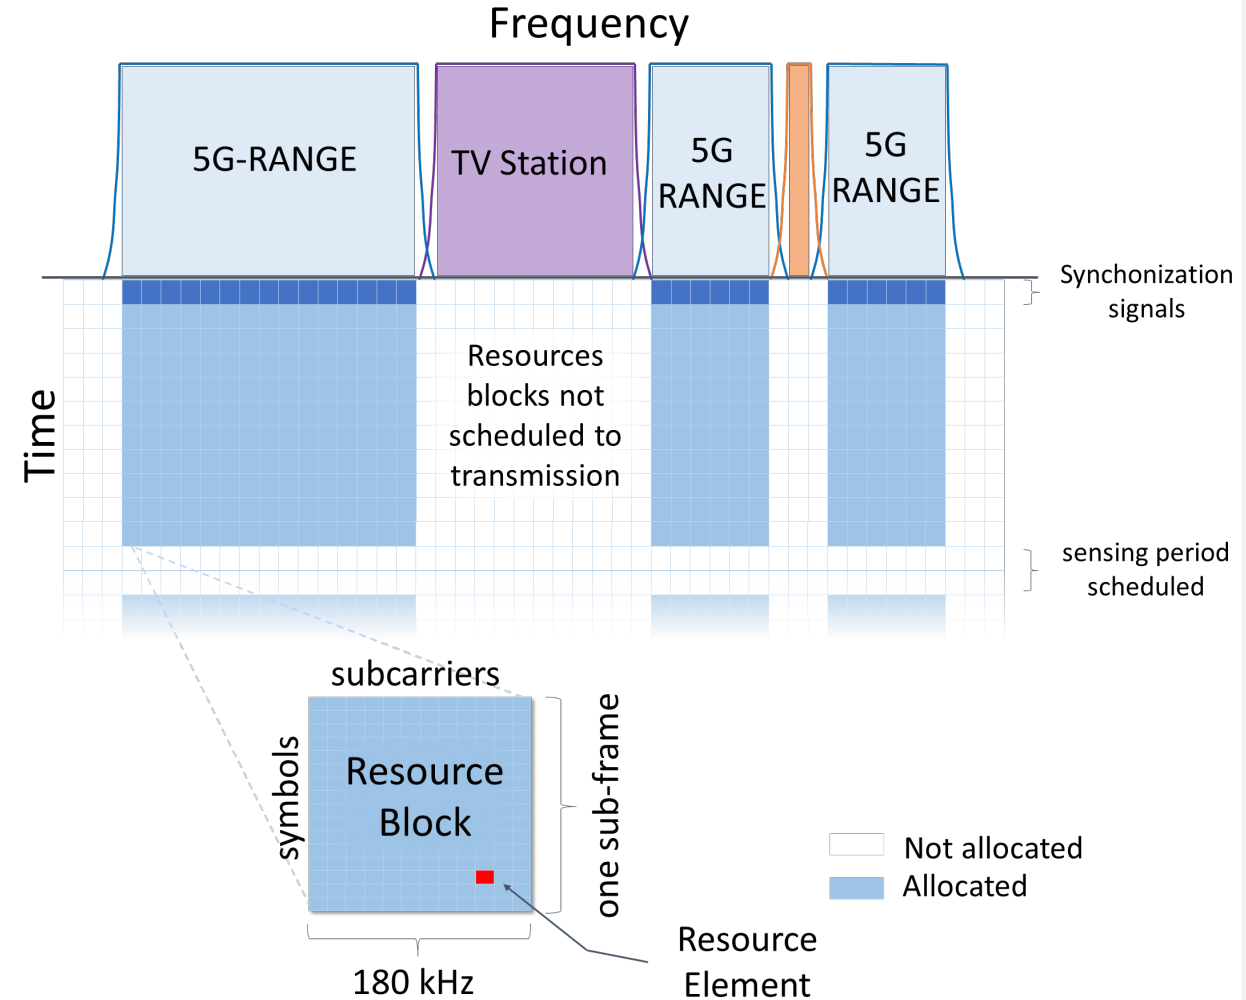 Frequency
5G-RANGE
TV Station
5G
RANGE
5G
RANGE
Synchonization
signals
Time
Resources
blocks not
scheduled to
transmission
sensing period
scheduled
subcarriers
symbols
Resource
Block
one sub-frame
180 kHz
Resource
Element
Not allocated
Allocated